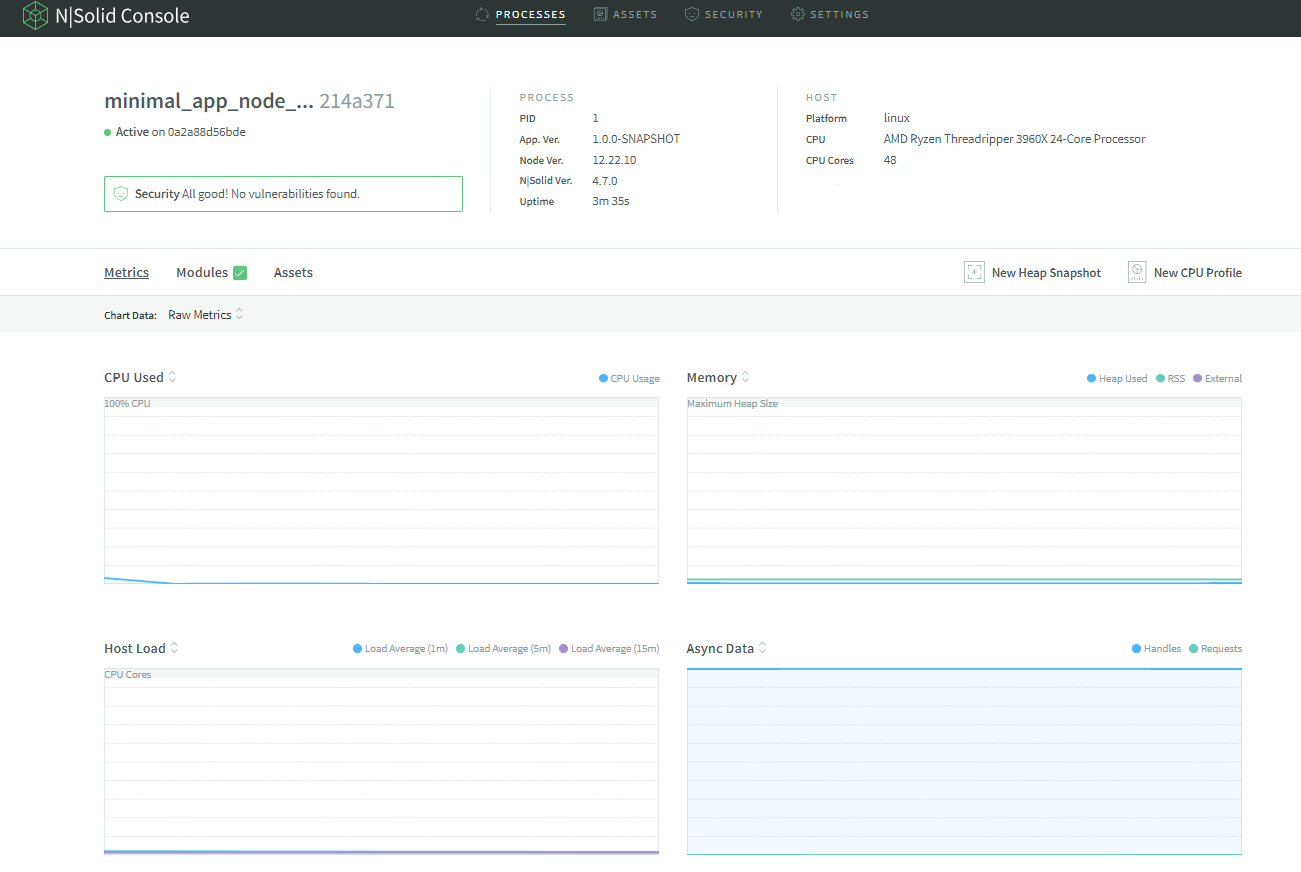 N|Solid Console
PROCESSES ASSETS SECURITY SETTINGS
minimal_app_node_... 214a371
Active on 0a2a88d56bde
Security All good! No vulnerabilities found.
PROCESS
PID 1
App. Ver. 1.0.0-SNAPSHOT
Node Ver. 12.22.10
N|Solid Ver. 4.7.0
Uptime 3m 35s
HOST
Platform linux
CPU AMD Ryzen Threadripper 3960X 24-Core Processor
CPU Cores 48
Metrics Modules Assets New Heap Snapshot New CPU Profile
Chart Data: Raw Metrics
CPU Used CPU Usage
100% CPU
Memory Heap Used RSS External
Maximum Heap Size
Host Load Load Average (1m) Load Average (5m) Load Average (15m)
CPU Cores
Async Data Handles Requests